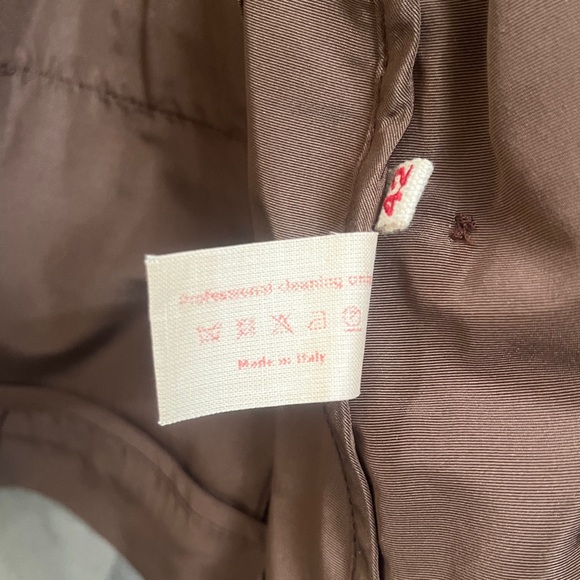 42
Professional cleaning only
Made in Italy